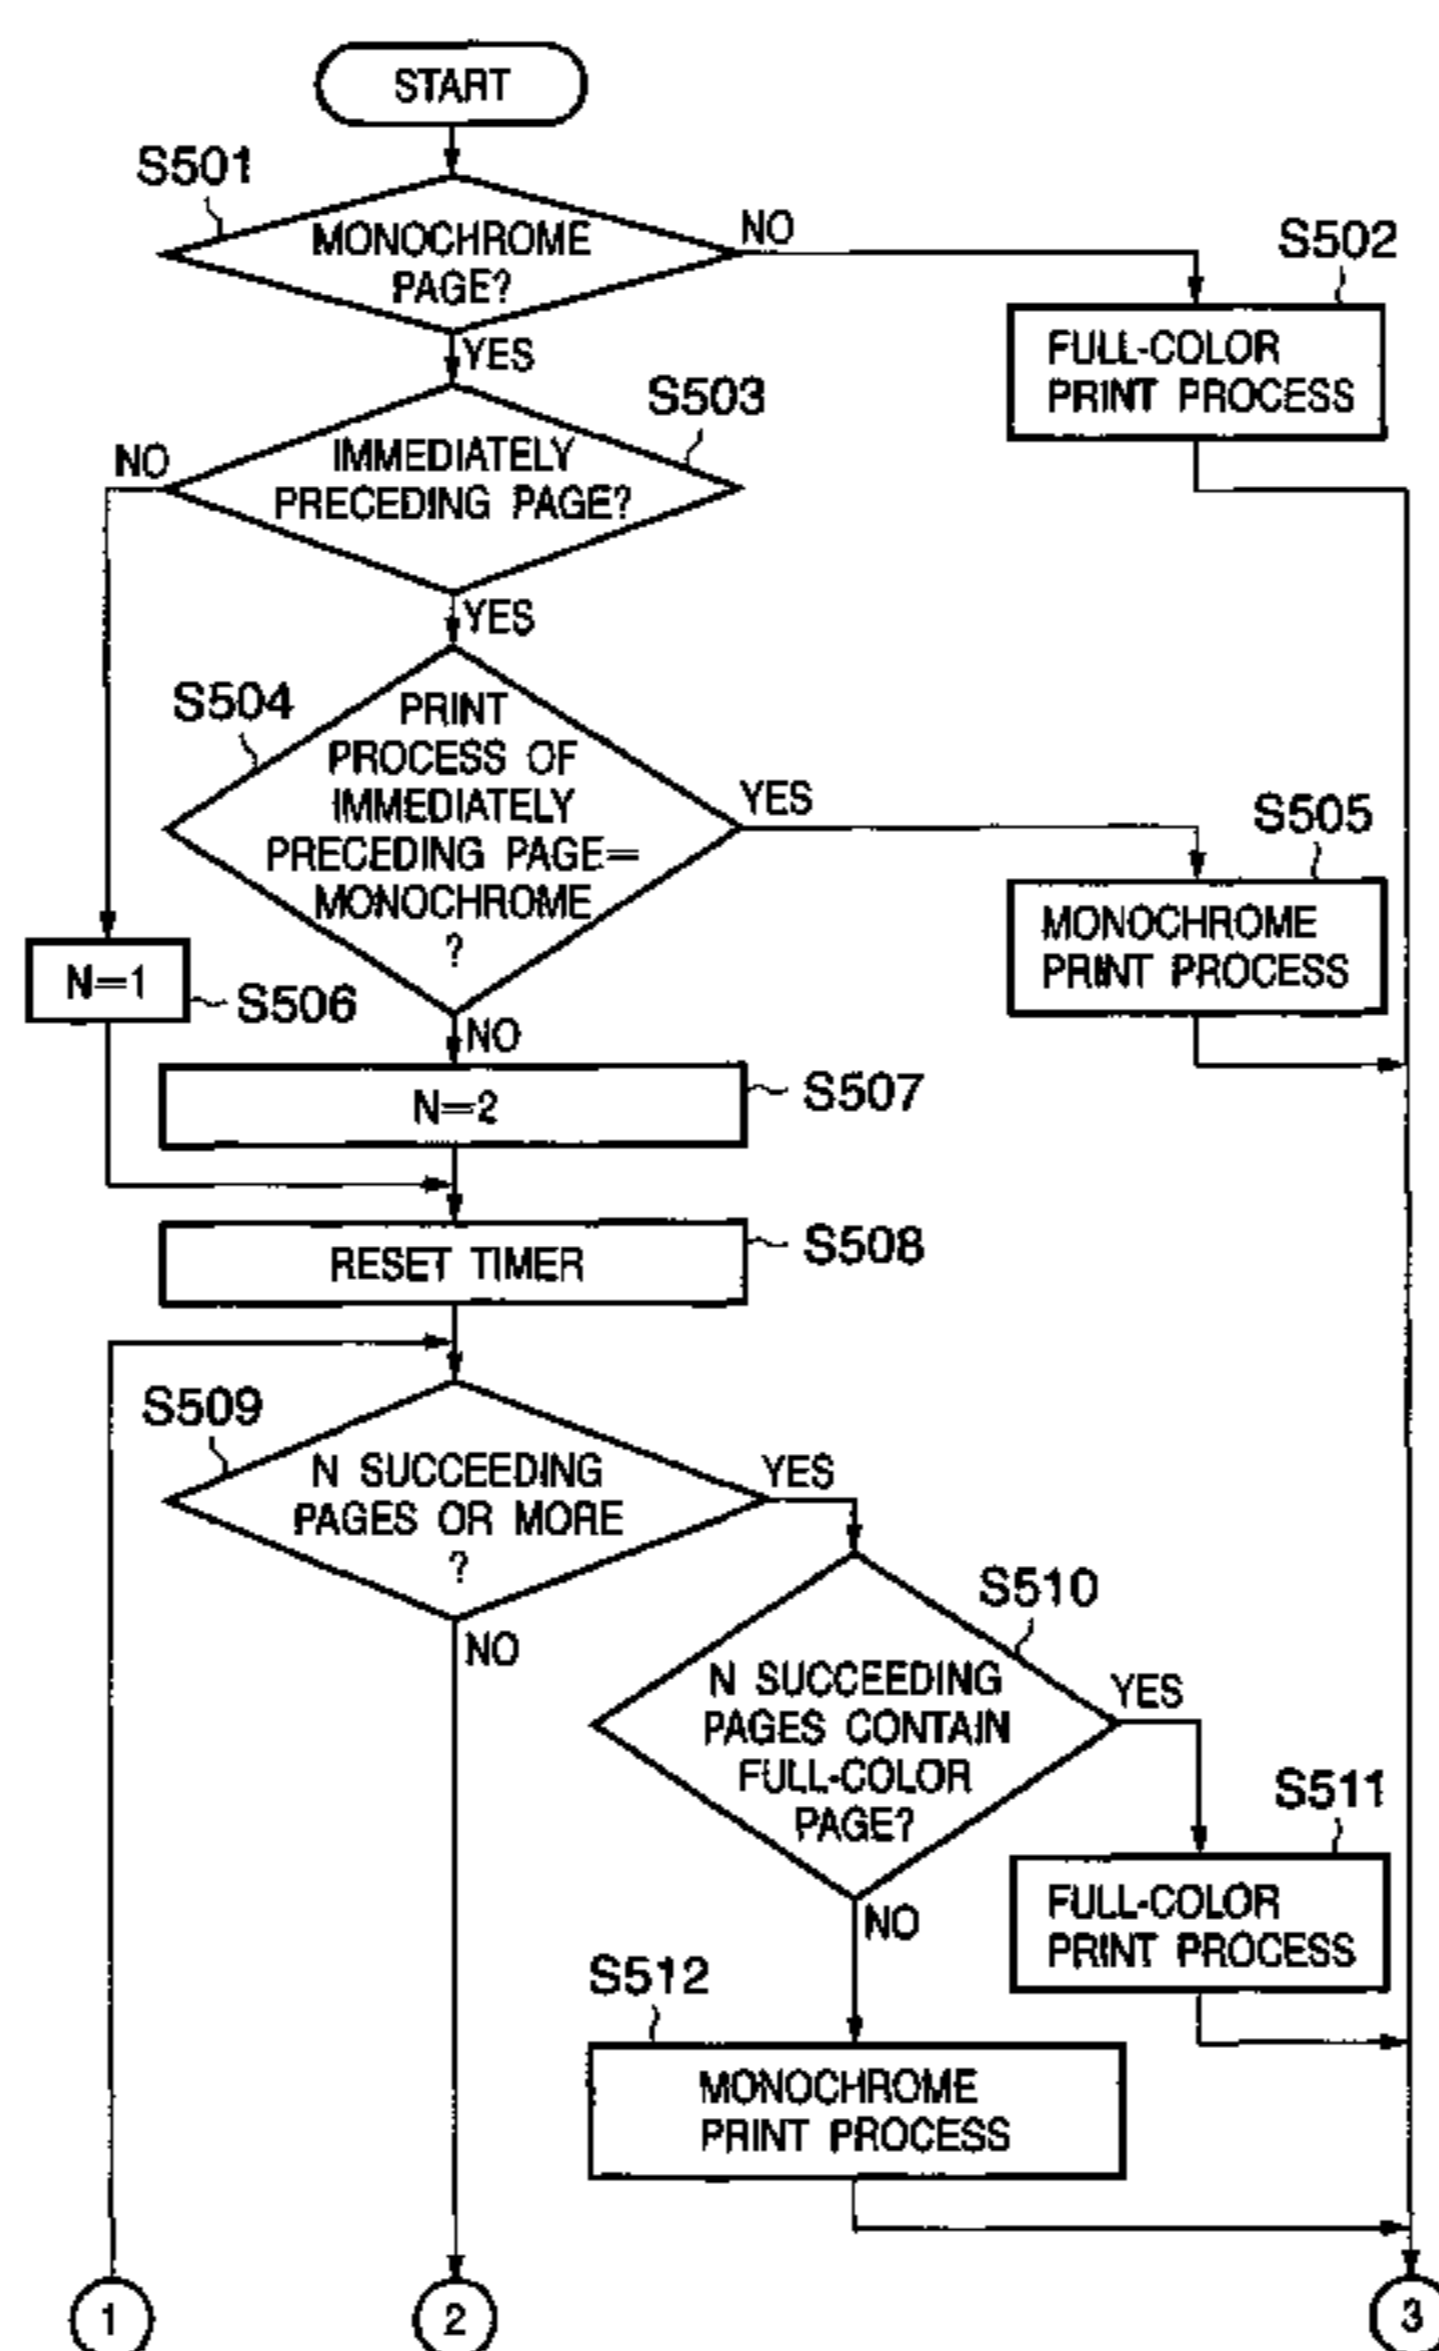 START
S501
MONOCHROME
PAGE?
NO
S502
FULL-COLOR
PRINT PROCESS
YES
S503
IMMEDIATELY
PRECEDING PAGE?
NO
YES
S504
PRINT
PROCESS OF
IMMEDIATELY
PRECEDING PAGE=
MONOCHROME
?
YES
S505
MONOCHROME
PRINT PROCESS
N=1
S506
NO
N=2
S507
RESET TIMER
S508
S509
N SUCCEEDING
PAGES OR MORE
?
YES
NO
S510
N SUCCEEDING
PAGES CONTAIN
FULL-COLOR
PAGE?
YES
S511
FULL-COLOR
PRINT PROCESS
NO
S512
MONOCHROME
PRINT PROCESS
1
2
3